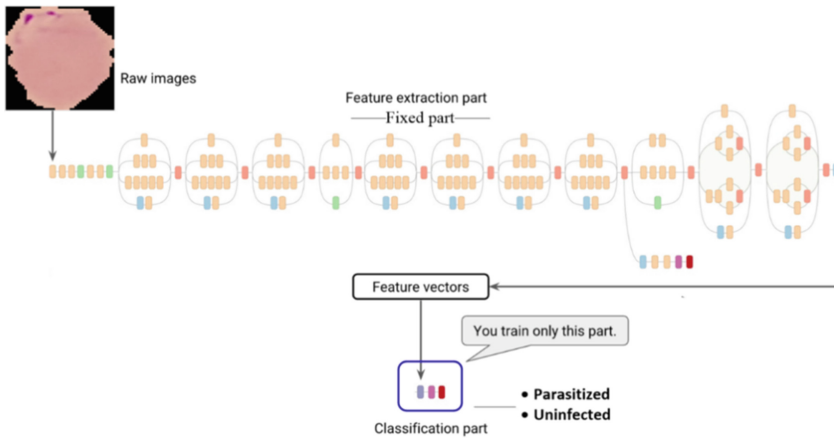 Raw images
Feature extraction part
Fixed part
Feature vectors
You train only this part.
• Parasitized
• Uninfected
Classification part